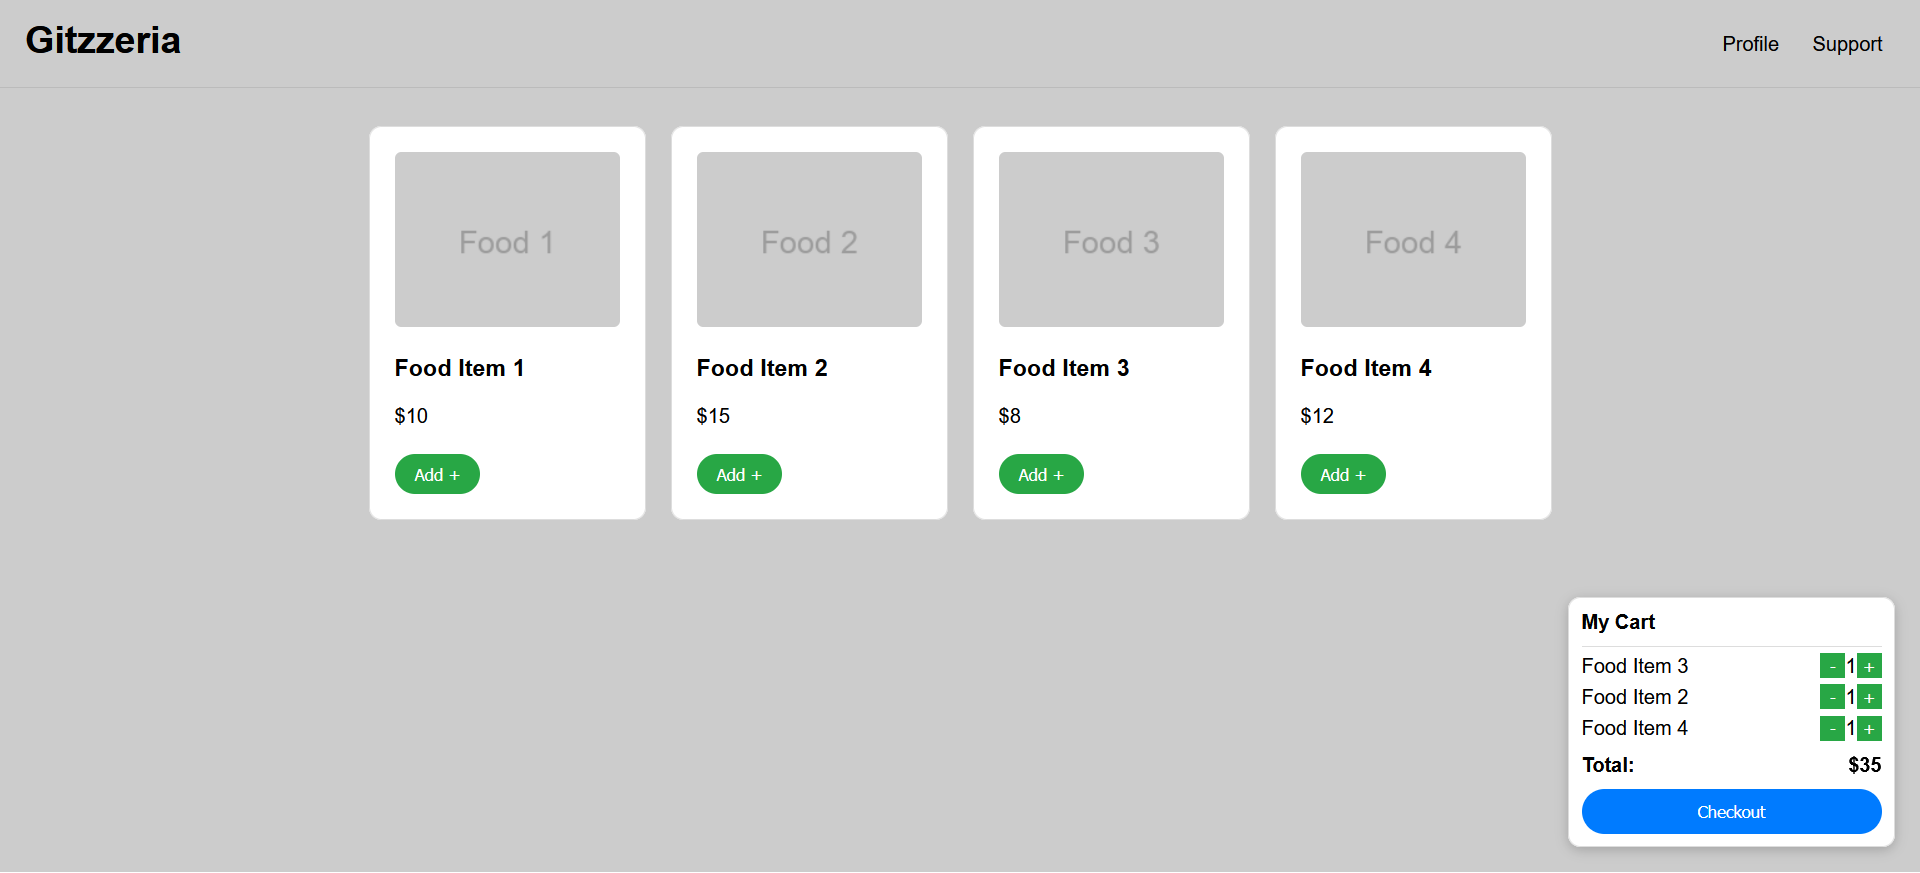 Gitzzeria
Profile Support
Food 1
Food Item 1
$10
Add +
Food 2
Food Item 2
$15
Add +
Food 3
Food Item 3
$8
Add +
Food 4
Food Item 4
$12
Add +
My Cart
Food Item 3 - 1 +
Food Item 2 - 1 +
Food Item 4 - 1 +
Total: $35
Checkout